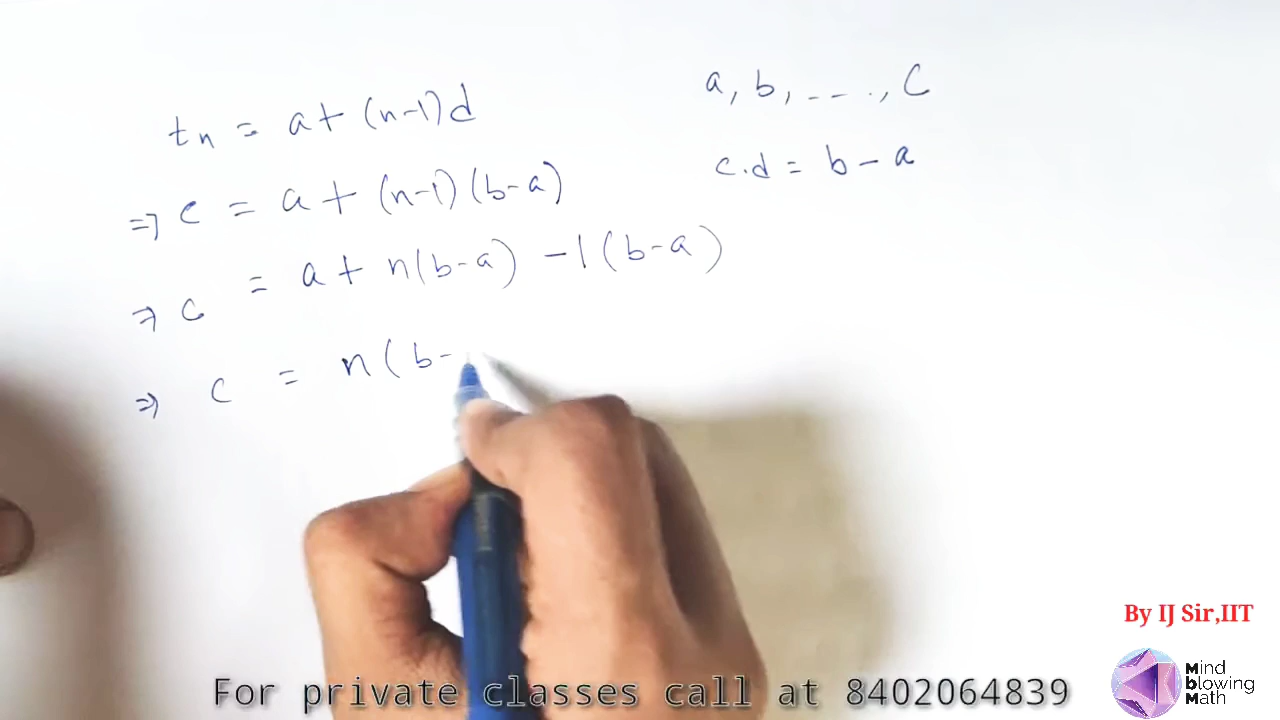 tn = a + (n-1)d
⇒ c = a + (n-1)(b-a)
⇒ c = a + n(b-a) -1(b-a)
⇒ c = n(b-
a, b, ---., C
c.d = b - a
By IJ Sir,IIT
Mind
blowing
Math
For private classes call at 8402064839